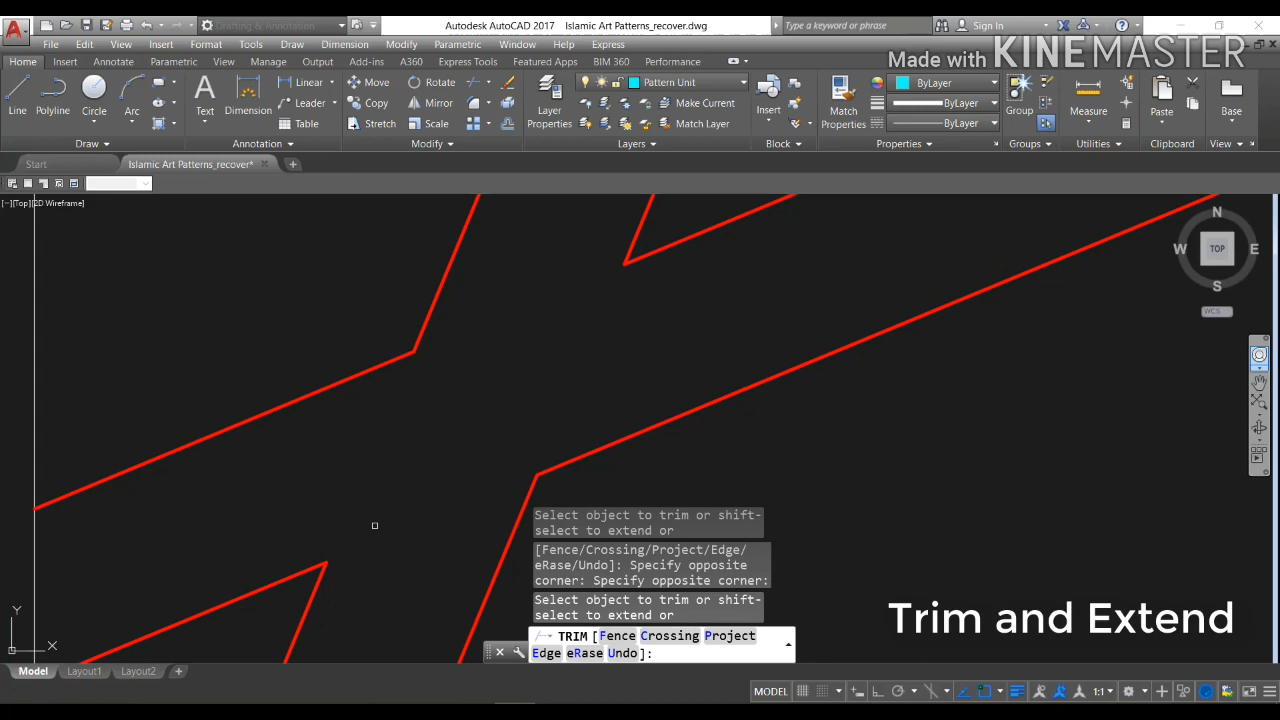 Drafting & Annotation
Autodesk AutoCAD 2017 Islamic Art Patterns_recover.dwg
Type a keyword or phrase
Sign In
File Edit View Insert Format Tools Draw Dimension Modify Parametric Window Help Express
Made with KINEMASTER
Home Insert Annotate Parametric View Manage Output Add-ins A360 Express Tools Featured Apps BIM 360 Performance
Line
Polyline
Circle
Arc
Text
Dimension
Linear
Leader
Table
Move
Rotate
Copy
Mirror
Stretch
Scale
Layer
Properties
Pattern Unit
Make Current
Match Layer
Insert
Match
Properties
ByLayer
ByLayer
ByLayer
Group
Measure
Paste
Base
Draw
Annotation
Modify
Layers
Block
Properties
Groups
Utilities
Clipboard
View
Start
Islamic Art Patterns_recover*
[−][Top][2D Wireframe]
N
W TOP E
S
WCS
Select object to trim or shift-
select to extend or
[Fence/Crossing/Project/Edge/
eRase/Undo]: Specify opposite
corner: Specify opposite corner:
Select object to trim or shift-
select to extend or
TRIM [Fence Crossing Project
Edge eRase Undo]:
Trim and Extend
Y
X
Model Layout1 Layout2
MODEL
1:1